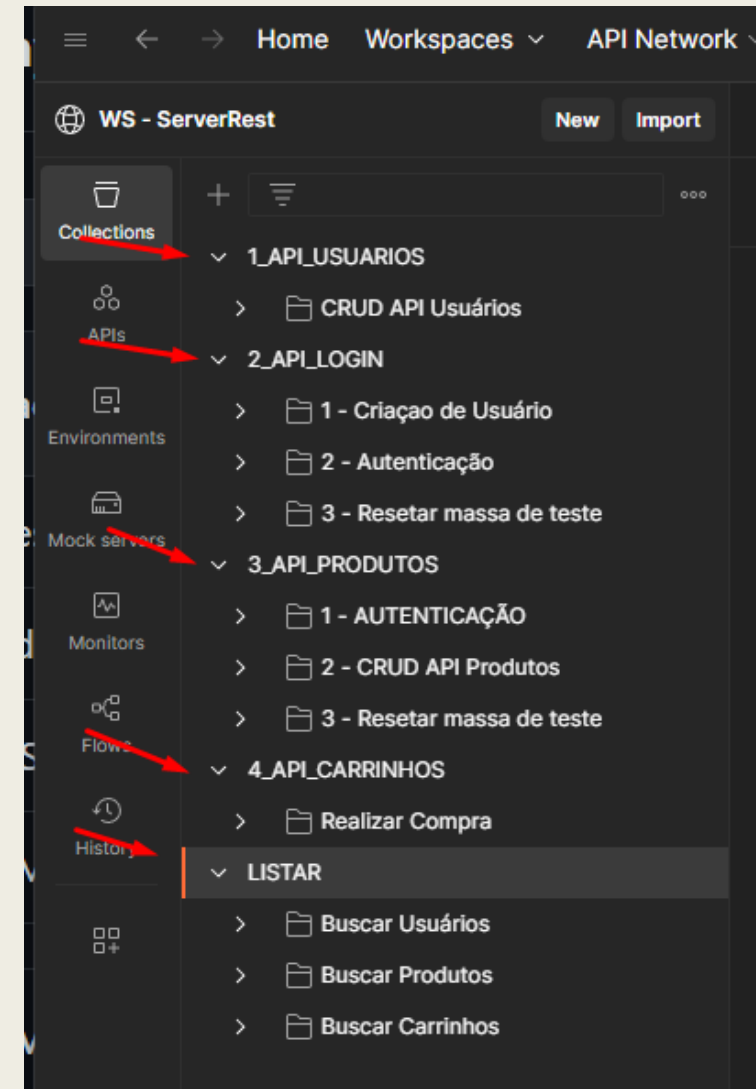 Home Workspaces API Network
WS - ServerRest New Import
Collections
1_API_USUARIOS
CRUD API Usuários
APIs
2_API_LOGIN
1 - Criaçao de Usuário
Environments
2 - Autenticação
3 - Resetar massa de teste
Mock servers
3_API_PRODUTOS
1 - AUTENTICAÇÃO
Monitors
2 - CRUD API Produtos
3 - Resetar massa de teste
Flows
4_API_CARRINHOS
Realizar Compra
History
LISTAR
Buscar Usuários
Buscar Produtos
Buscar Carrinhos